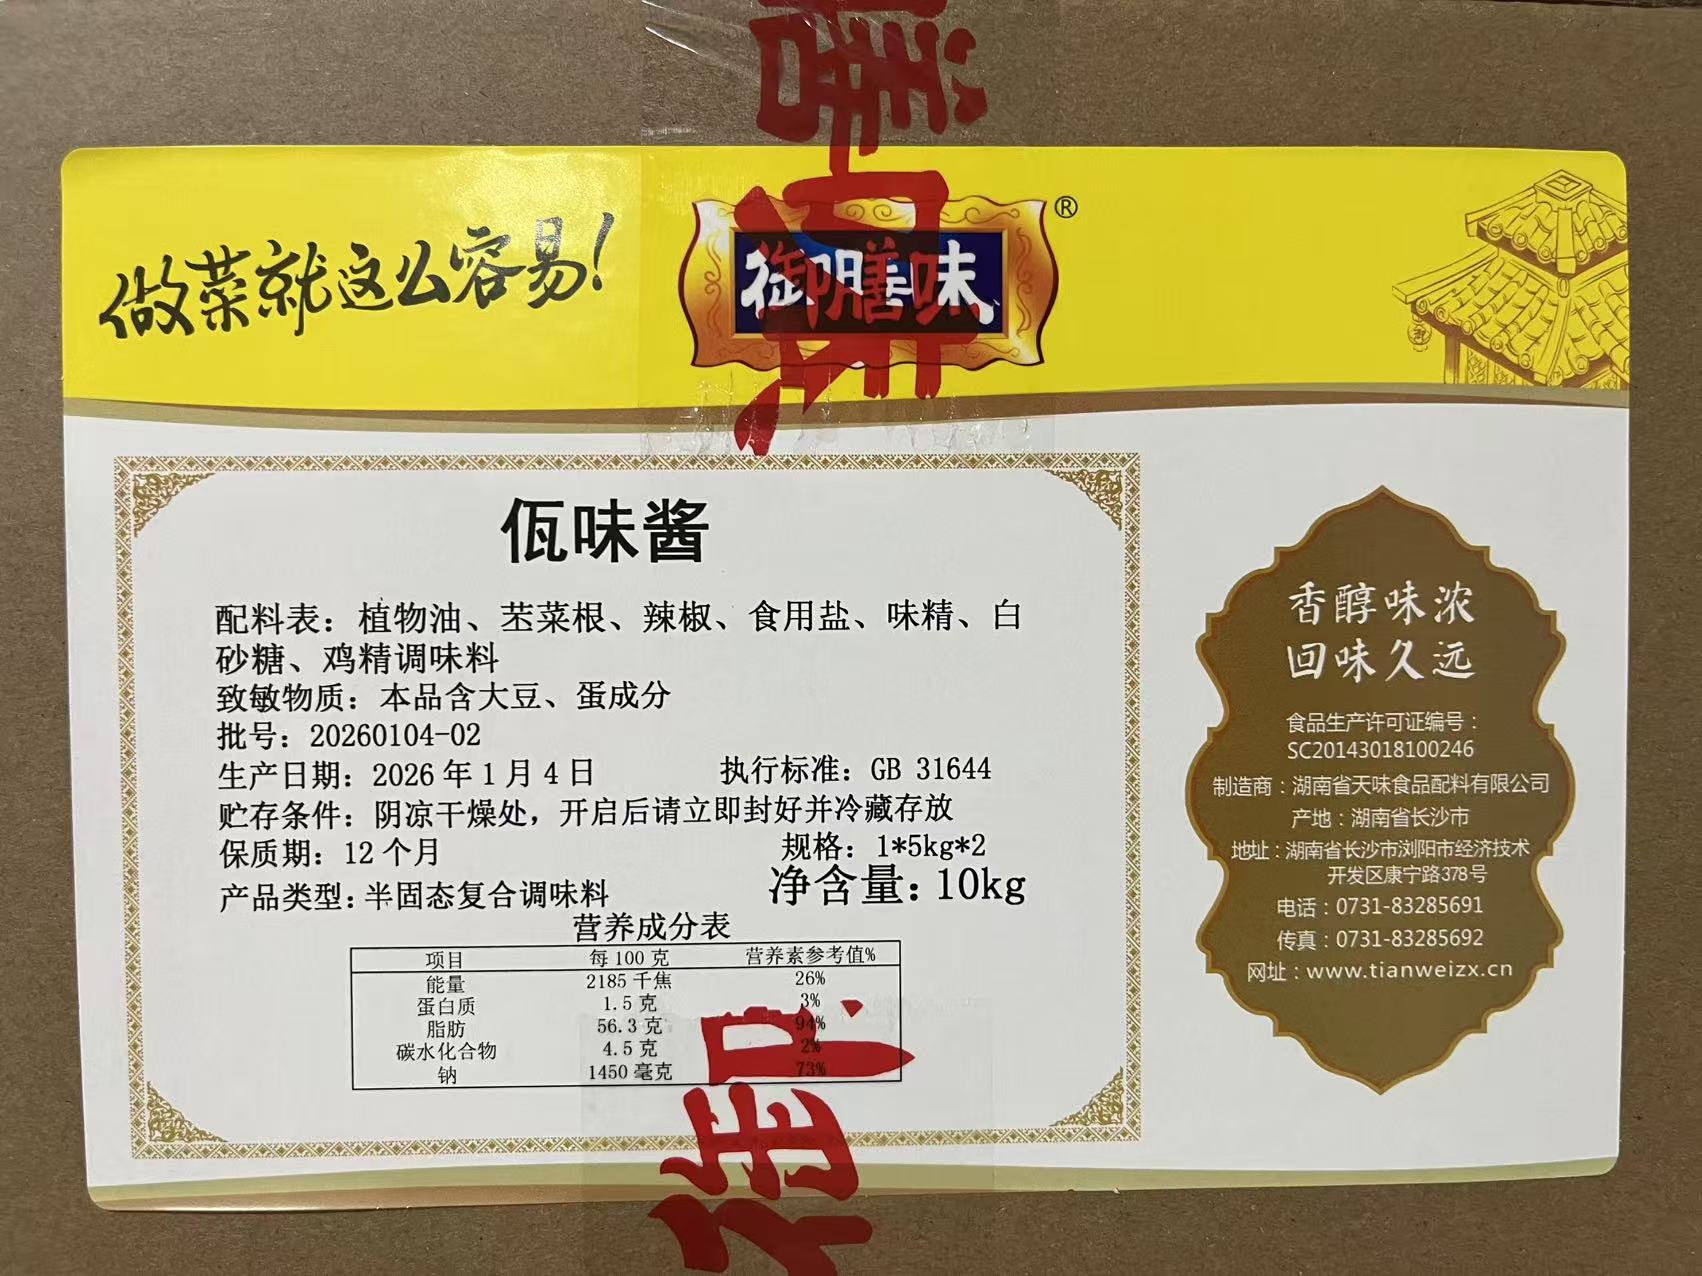 做菜就这么容易!
御膳味®
佤味酱
配料表：植物油、苤菜根、辣椒、食用盐、味精、白
砂糖、鸡精调味料
致敏物质：本品含大豆、蛋成分
批号：20260104-02
生产日期：2026年1月4日 执行标准：GB 31644
贮存条件：阴凉干燥处，开启后请立即封好并冷藏存放
保质期：12个月 规格：1*5kg*2
产品类型：半固态复合调味料 净含量：10kg
营养成分表
项目 每100克 营养素参考值%
能量 2185千焦 26%
蛋白质 1.5克 3%
脂肪 56.3克 94%
碳水化合物 4.5克 2%
钠 1450毫克 73%
香醇味浓
回味久远
食品生产许可证编号：
SC20143018100246
制造商：湖南省天味食品配料有限公司
产地：湖南省长沙市
地址：湖南省长沙市浏阳市经济技术
开发区康宁路378号
电话：0731-83285691
传真：0731-83285692
网址：www.tianweizx.cn